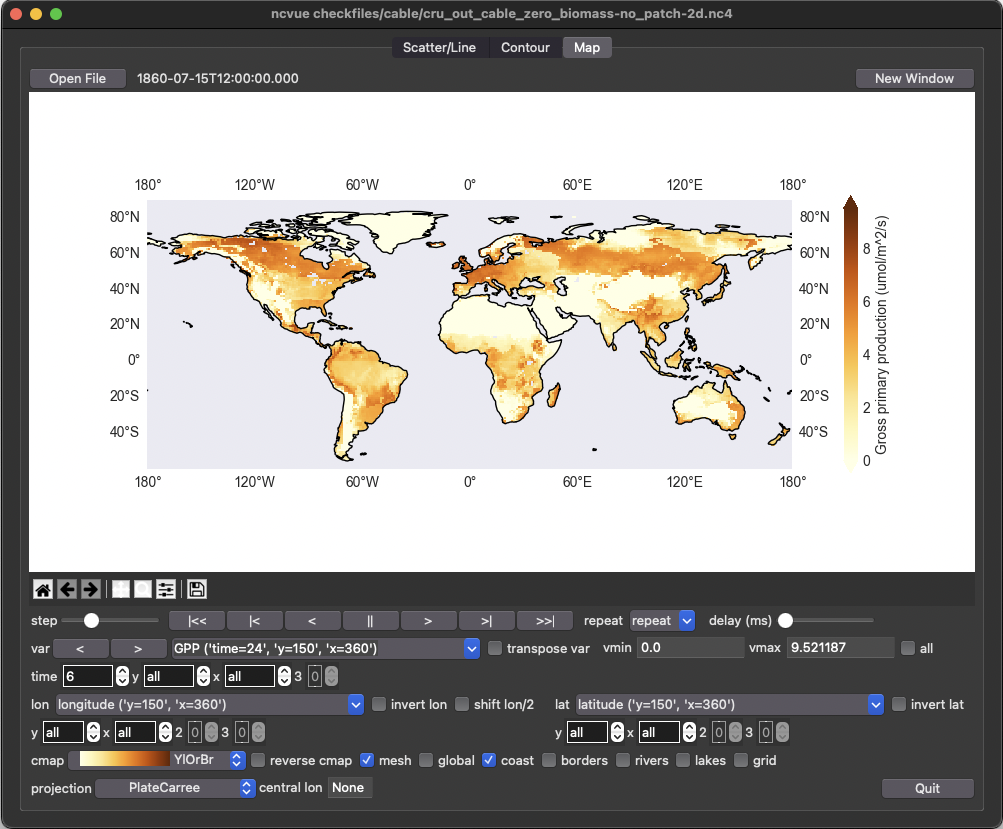 ncvue checkfiles/cable/cru_out_cable_zero_biomass-no_patch-2d.nc4
Scatter/Line Contour Map
Open File 1860-07-15T12:00:00.000 New Window
180° 120°W 60°W 0° 60°E 120°E 180°
80°N 80°N
60°N 60°N
40°N 40°N
20°N 20°N
0° 0°
20°S 20°S
40°S 40°S
180° 120°W 60°W 0° 60°E 120°E 180°
8
6
4
2
0
Gross primary production (umol/m^2/s)
step |<< |< < || > >| >>| repeat repeat delay (ms)
var < > GPP ('time=24', 'y=150', 'x=360') transpose var vmin 0.0 vmax 9.521187 all
time 6 y all x all 3 0
lon longitude ('y=150', 'x=360') invert lon shift lon/2 lat latitude ('y=150', 'x=360') invert lat
y all x all 2 0 3 0 y all x all 2 0 3 0
cmap YlOrBr reverse cmap mesh global coast borders rivers lakes grid
projection PlateCarree central lon None Quit